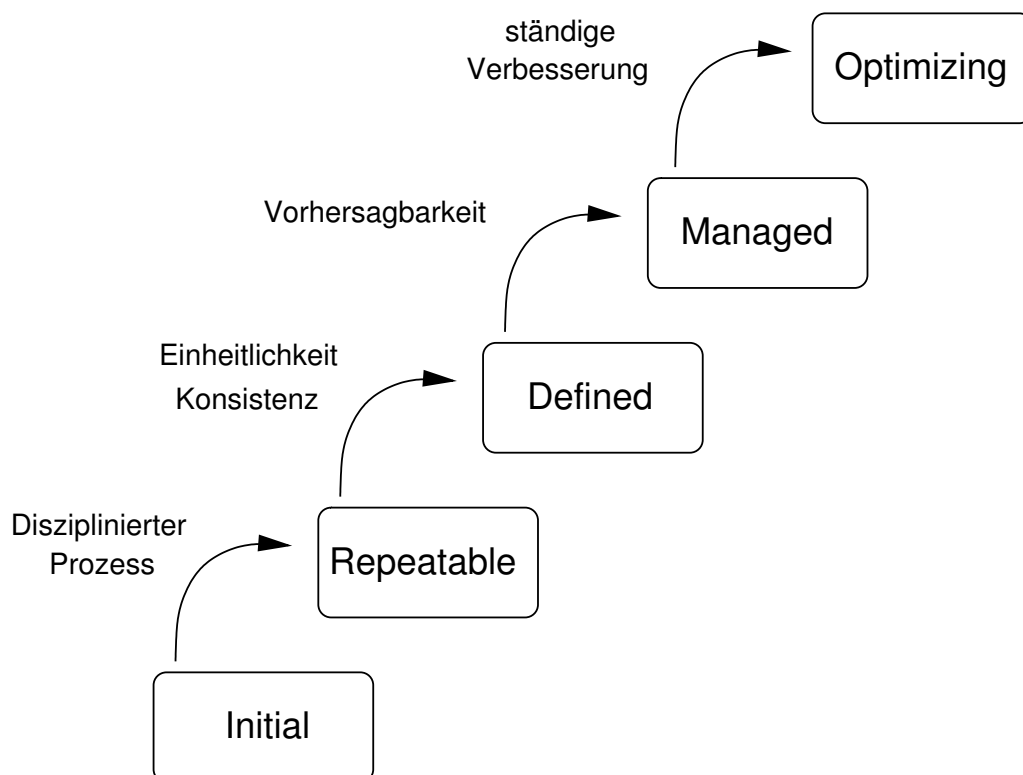 ständige
Verbesserung
Optimizing
Vorhersagbarkeit
Managed
Einheitlichkeit
Konsistenz
Defined
Disziplinierter
Prozess
Repeatable
Initial